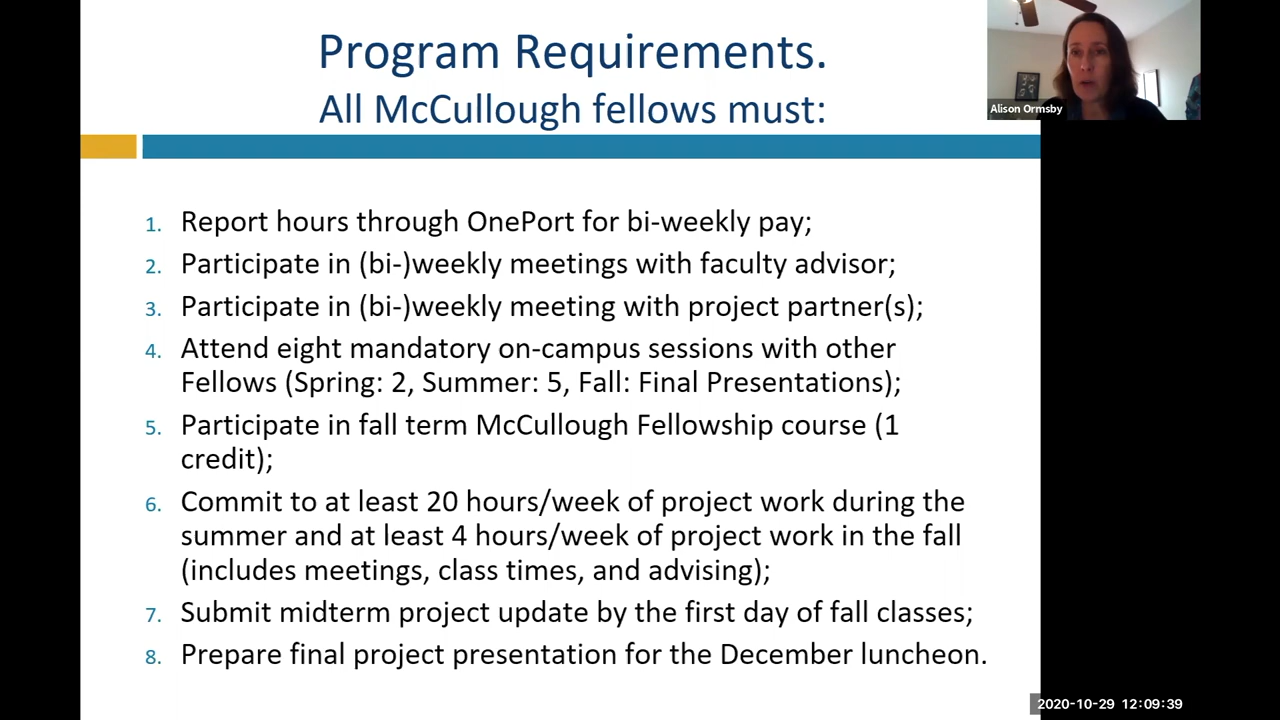 Program Requirements.
All McCullough fellows must:
Alison Ormsby
1. Report hours through OnePort for bi-weekly pay;
2. Participate in (bi-)weekly meetings with faculty advisor;
3. Participate in (bi-)weekly meeting with project partner(s);
4. Attend eight mandatory on-campus sessions with other
Fellows (Spring: 2, Summer: 5, Fall: Final Presentations);
5. Participate in fall term McCullough Fellowship course (1
credit);
6. Commit to at least 20 hours/week of project work during the
summer and at least 4 hours/week of project work in the fall
(includes meetings, class times, and advising);
7. Submit midterm project update by the first day of fall classes;
8. Prepare final project presentation for the December luncheon.
2020-10-29 12:09:39